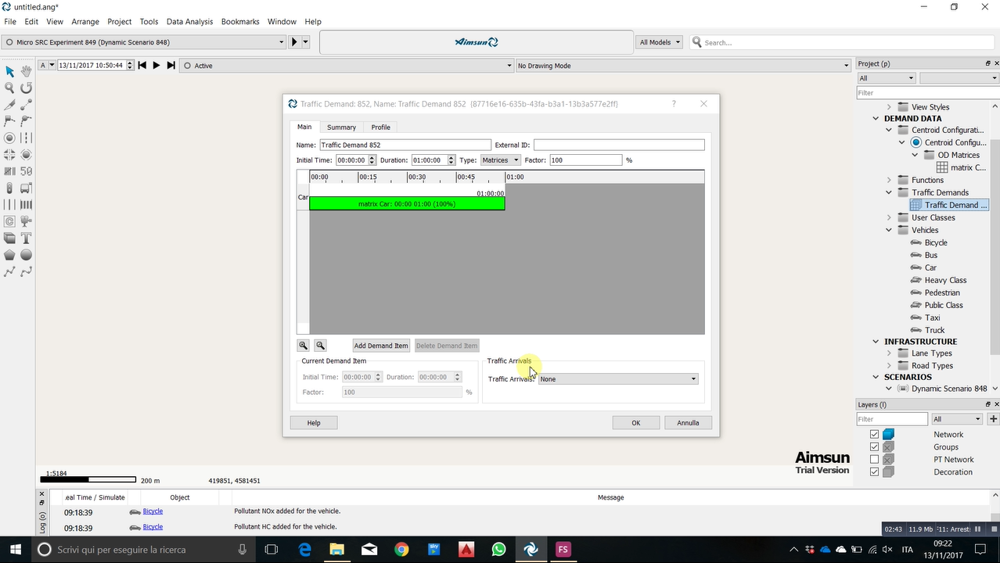 untitled.ang*
File Edit View Arrange Project Tools Data Analysis Bookmarks Window Help
Micro SRC Experiment 849 (Dynamic Scenario 848)
Aimsun
All Models
Search...
A 13/11/2017 10:50:44
Active
No Drawing Mode
Project (p)
All
Filter
View Styles
DEMAND DATA
Centroid Configurati...
Centroid Configu...
OD Matrices
matrix C...
Functions
Traffic Demands
Traffic Demand ...
User Classes
Vehicles
Bicycle
Bus
Car
Heavy Class
Pedestrian
Public Class
Taxi
Truck
INFRASTRUCTURE
Lane Types
Road Types
SCENARIOS
Dynamic Scenario 848
Traffic Demand: 852, Name: Traffic Demand 852 {87716e16-635b-43fa-b3a1-13b3a577e2ff}
Main Summary Profile
Name: Traffic Demand 852 External ID:
Initial Time: 00:00:00 Duration: 01:00:00 Type: Matrices Factor: 100 %
00:00 00:15 00:30 00:45 01:00
01:00:00
Car
matrix Car: 00:00 01:00 (100%)
Add Demand Item Delete Demand Item
Current Demand Item
Initial Time: 00:00:00 Duration: 00:00:00
Factor: 100 %
Traffic Arrivals
Traffic Arrivals: None
Help OK Annulla
Layers (l)
Filter All
Network
Groups
PT Network
Decoration
Aimsun
Trial Version
1:5184
200 m 419851, 4581451
Log (o)
eal Time / Simulate Object Message
09:18:39 Bicycle Pollutant NOx added for the vehicle.
09:18:39 Bicycle Pollutant HC added for the vehicle.
02:43 11.9 Mb F11: Arrest
Scrivi qui per eseguire la ricerca
FS
ITA
09:22
13/11/2017